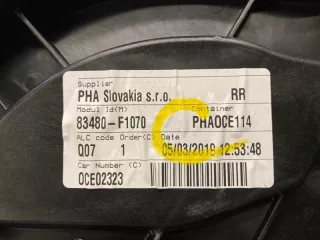 Supplier
PHA Slovakia s.r.o. RR
Modul Id(M) Container
83480-F1070 PHAOCE114
ALC code Order(C) Date
Q07 1 05/03/2019 12:53:48
Car Number (C)
OCE02323
C